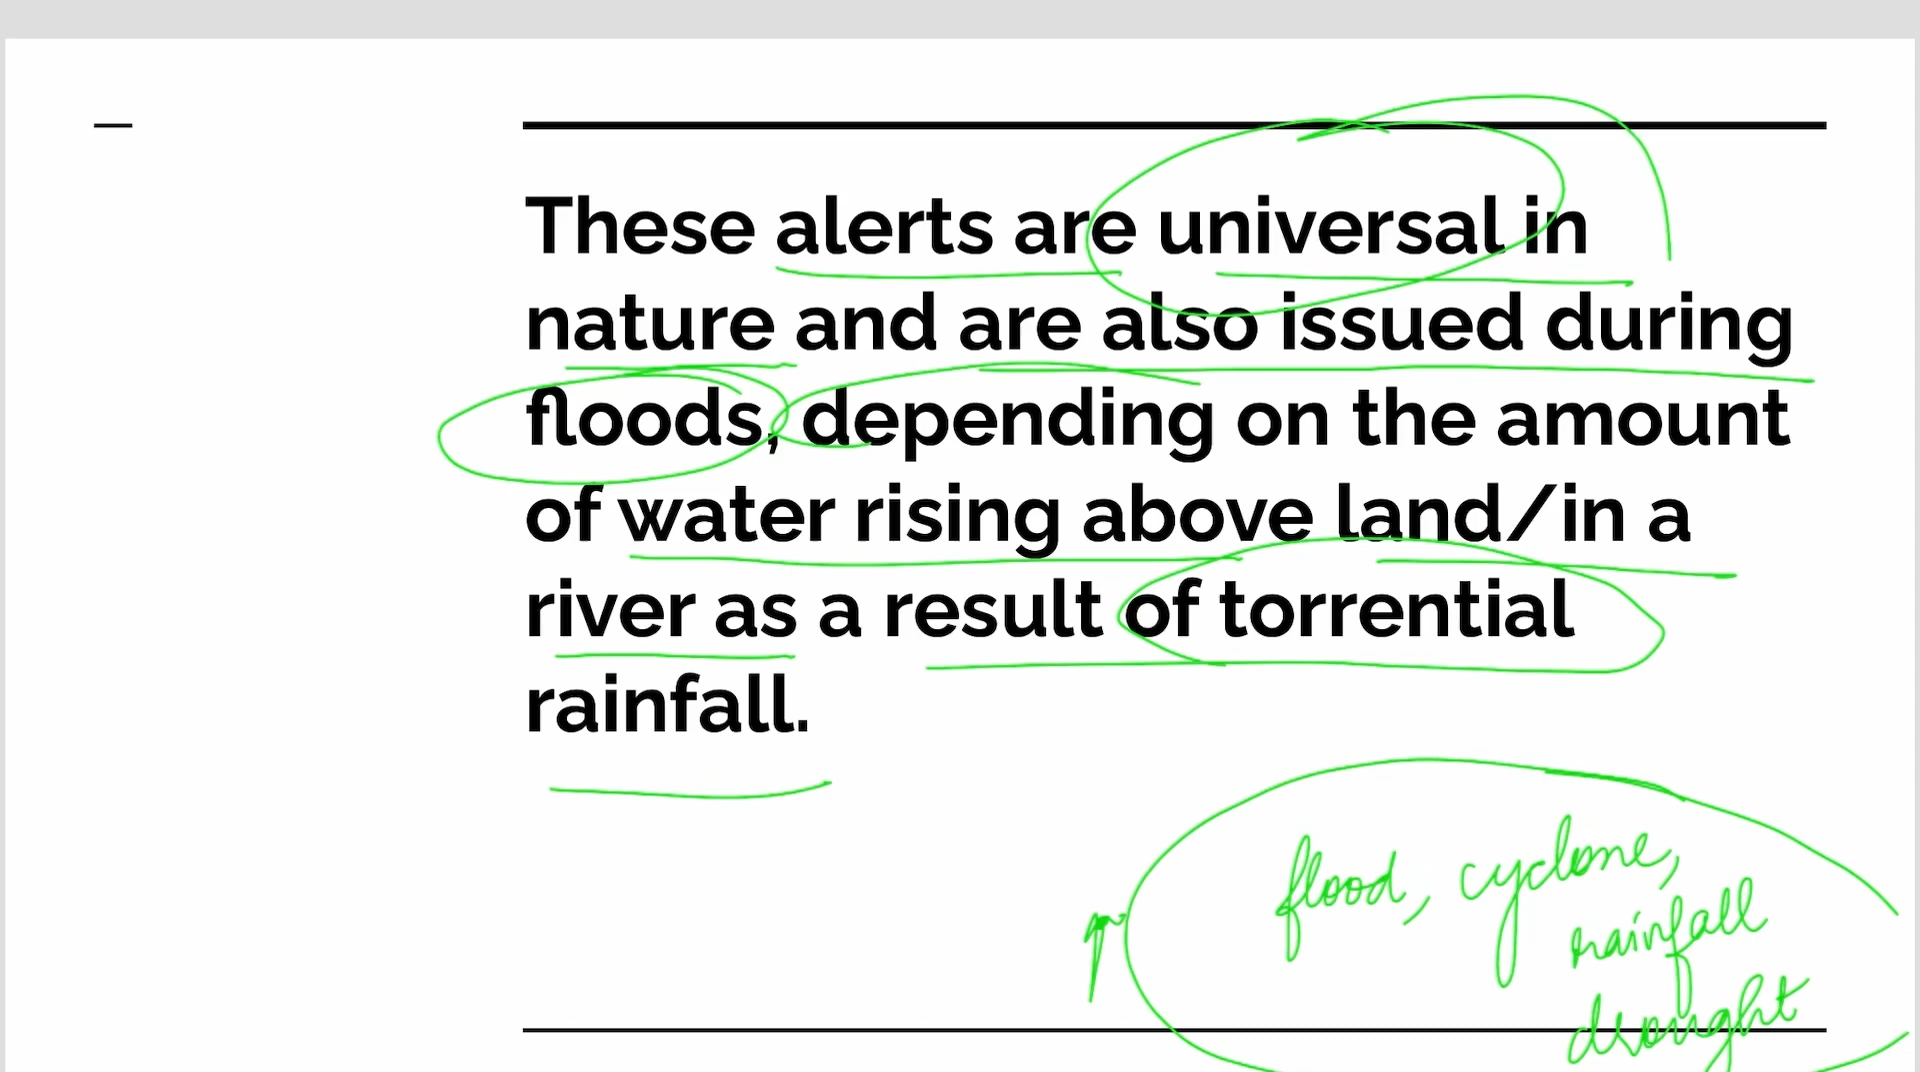 These alerts are universal in
nature and are also issued during
floods, depending on the amount
of water rising above land/in a
river as a result of torrential
rainfall.
flood, cyclone,
rainfall
drought